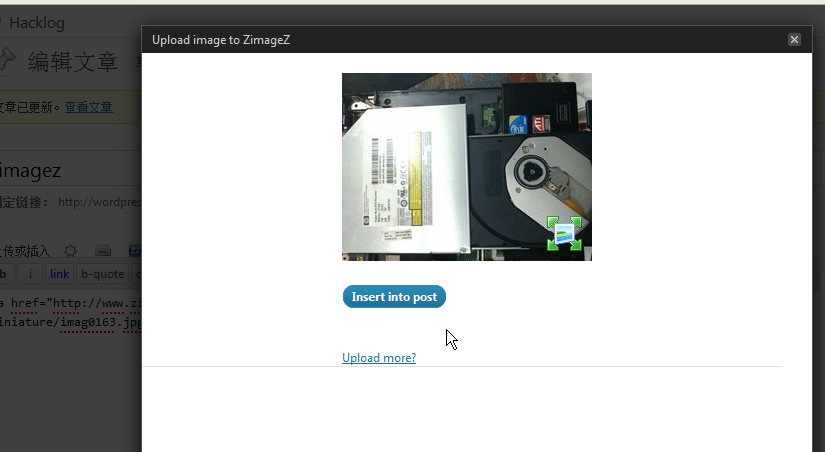 Hacklog
Upload image to ZimageZ
编辑文章
文章已更新。查看文章
imagez
定链接： http://wordpres
上传或插入
b i link b-quote
a href="http://www.zi
iniature/imag0163.jpg
ATI
Insert into post
Upload more?